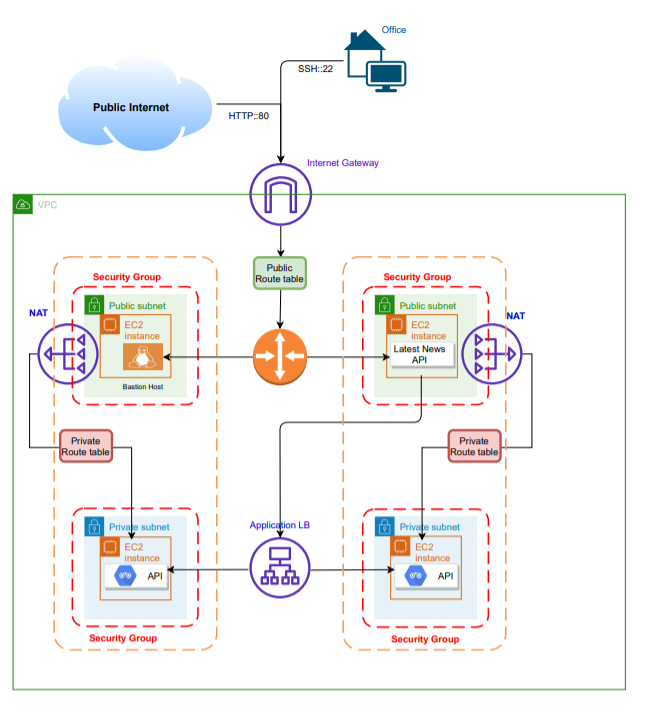 Office
SSH::22
Public Internet
HTTP::80
Internet Gateway
VPC
Public
Route table
Security Group
Security Group
Public subnet
Public subnet
NAT
NAT
EC2
instance
EC2
instance
Latest News
API
Bastion Host
Private
Route table
Private
Route table
Application LB
Private subnet
Private subnet
EC2
instance
EC2
instance
API
API
Security Group
Security Group